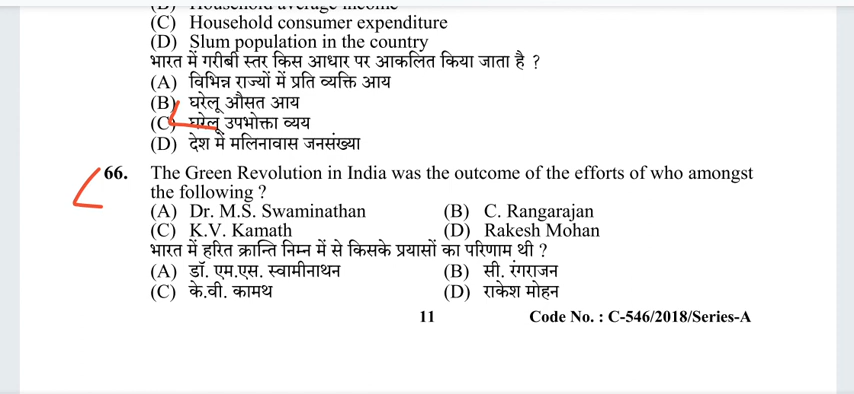 (B) Household average income
(C) Household consumer expenditure
(D) Slum population in the country
भारत में गरीबी स्तर किस आधार पर आकलित किया जाता है ?
(A) विभिन्न राज्यों में प्रति व्यक्ति आय
(B) घरेलू औसत आय
(C) घरेलू उपभोक्ता व्यय
(D) देश में मलिनावास जनसंख्या
66. The Green Revolution in India was the outcome of the efforts of who amongst
the following ?
(A) Dr. M.S. Swaminathan (B) C. Rangarajan
(C) K.V. Kamath (D) Rakesh Mohan
भारत में हरित क्रान्ति निम्न में से किसके प्रयासों का परिणाम थी ?
(A) डॉ. एम.एस. स्वामीनाथन (B) सी. रंगराजन
(C) के.वी. कामथ (D) राकेश मोहन
11 Code No. : C-546/2018/Series-A